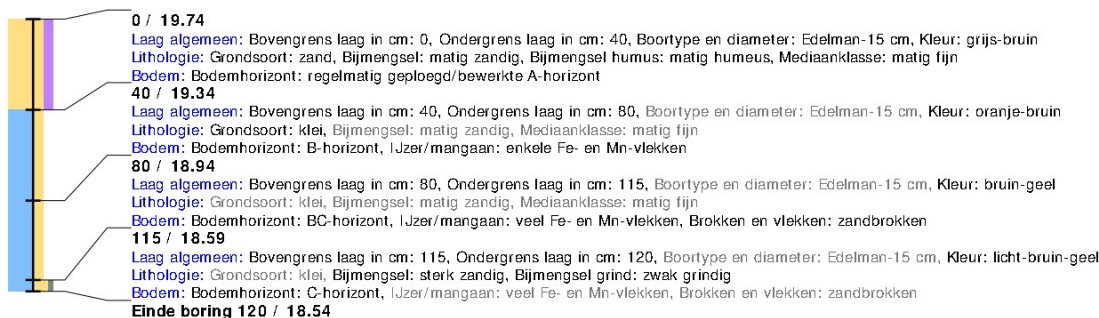 0 / 19.74
Laag algemeen: Bovengrens laag in cm: 0, Ondergrens laag in cm: 40, Boortype en diameter: Edelman-15 cm, Kleur: grijs-bruin
Lithologie: Grondsoort: zand, Bijmengsel: matig zandig, Bijmengsel humus: matig humeus, Mediaanklasse: matig fijn
Bodem: Bodemhorizont: regelmatig geploegd/bewerkte A-horizont
40 / 19.34
Laag algemeen: Bovengrens laag in cm: 40, Ondergrens laag in cm: 80, Boortype en diameter: Edelman-15 cm, Kleur: oranje-bruin
Lithologie: Grondsoort: klei, Bijmengsel: matig zandig, Mediaanklasse: matig fijn
Bodem: Bodemhorizont: B-horizont, IJzer/mangaan: enkele Fe- en Mn-vlekken
80 / 18.94
Laag algemeen: Bovengrens laag in cm: 80, Ondergrens laag in cm: 115, Boortype en diameter: Edelman-15 cm, Kleur: bruin-geel
Lithologie: Grondsoort: klei, Bijmengsel: matig zandig, Mediaanklasse: matig fijn
Bodem: Bodemhorizont: BC-horizont, IJzer/mangaan: veel Fe- en Mn-vlekken, Brokken en vlekken: zandbrokken
115 / 18.59
Laag algemeen: Bovengrens laag in cm: 115, Ondergrens laag in cm: 120, Boortype en diameter: Edelman-15 cm, Kleur: licht-bruin-geel
Lithologie: Grondsoort: klei, Bijmengsel: sterk zandig, Bijmengsel grind: zwak grindig
Bodem: Bodemhorizont: C-horizont, IJzer/mangaan: veel Fe- en Mn-vlekken, Brokken en vlekken: zandbrokken
Einde boring 120 / 18.54